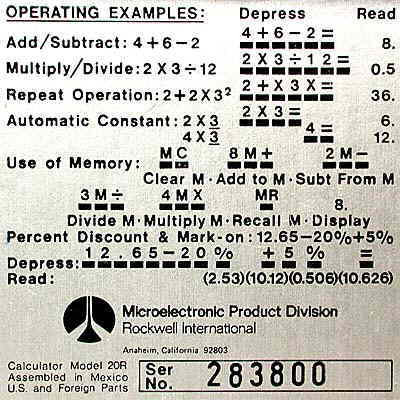 OPERATING EXAMPLES: Depress Read
Add/Subtract: 4+6-2 4+6-2= 8.
Multiply/Divide: 2X3÷12 2X3÷12= 0.5
Repeat Operation: 2+2X3² 2+2X3X= 36.
Automatic Constant: 2X3 2X3= 6.
4X3 4= 12.
Use of Memory: MC 8M+ 2M-
Clear M·Add to M·Subt From M
3M÷ 4MX MR 8.
Divide M·Multiply M·Recall M·Display
Percent Discount & Mark-on: 12.65-20%+5%
Depress: 12.65-20% +5%=
Read: (2.53)(10.12)(0.506)(10.626)
Microelectronic Product Division
Rockwell International
Anaheim, California 92803
Calculator Model 20R
Assembled in Mexico
U.S. and Foreign Parts
Ser No. 283800